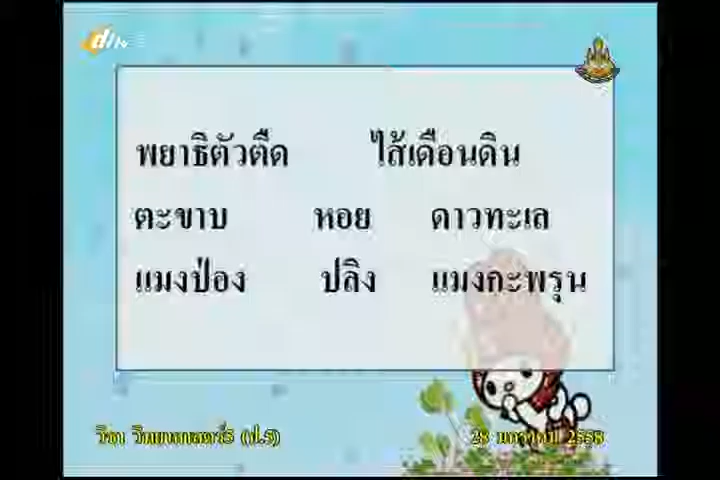 dltv
พยาธิตัวตืด ไส้เดือนดิน
ตะขาบ หอย ดาวทะเล
แมงป่อง ปลิง แมงกะพรุน
วิชา วิทยาศาสตร์5 (ป.5) 28 มกราคม 2558